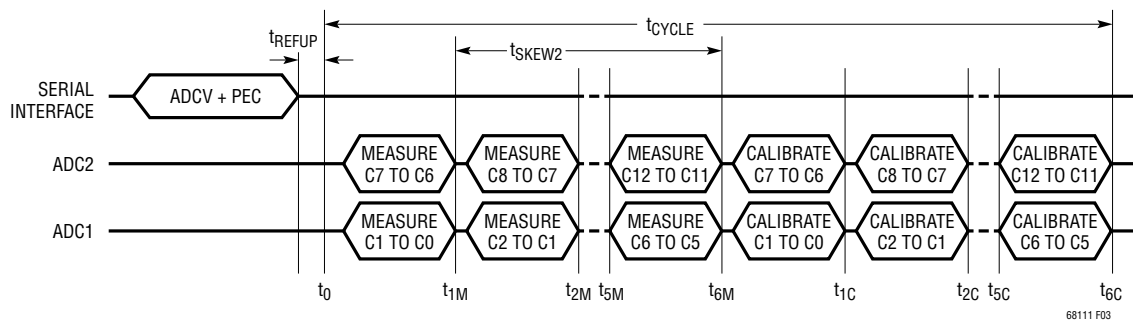 tCYCLE
tREFUP
tSKEW2
SERIAL
INTERFACE
ADCV + PEC
ADC2
MEASURE
C7 TO C6
MEASURE
C8 TO C7
MEASURE
C12 TO C11
CALIBRATE
C7 TO C6
CALIBRATE
C8 TO C7
CALIBRATE
C12 TO C11
ADC1
MEASURE
C1 TO C0
MEASURE
C2 TO C1
MEASURE
C6 TO C5
CALIBRATE
C1 TO C0
CALIBRATE
C2 TO C1
CALIBRATE
C6 TO C5
t0 t1M t2M t5M t6M t1C t2C t5C t6C
68111 F03